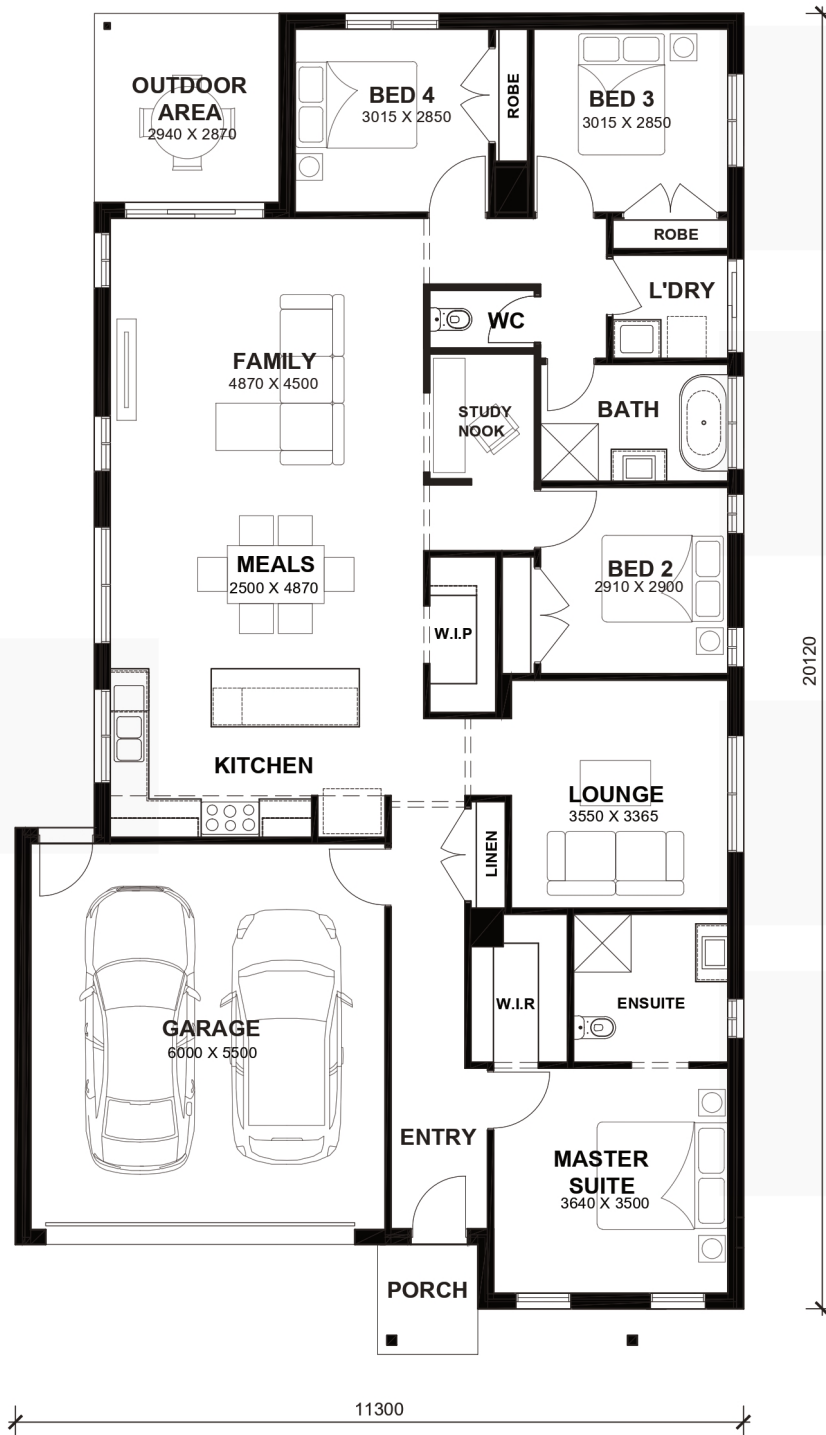 OUTDOOR
AREA
2940 X 2870
BED 4
3015 X 2850
ROBE
BED 3
3015 X 2850
ROBE
L'DRY
WC
FAMILY
4870 X 4500
STUDY
NOOK
BATH
MEALS
2500 X 4870
BED 2
2910 X 2900
W.I.P
20120
KITCHEN
LOUNGE
3550 X 3365
LINEN
GARAGE
6000 X 5500
W.I.R
ENSUITE
ENTRY
MASTER
SUITE
3640 X 3500
PORCH
11300